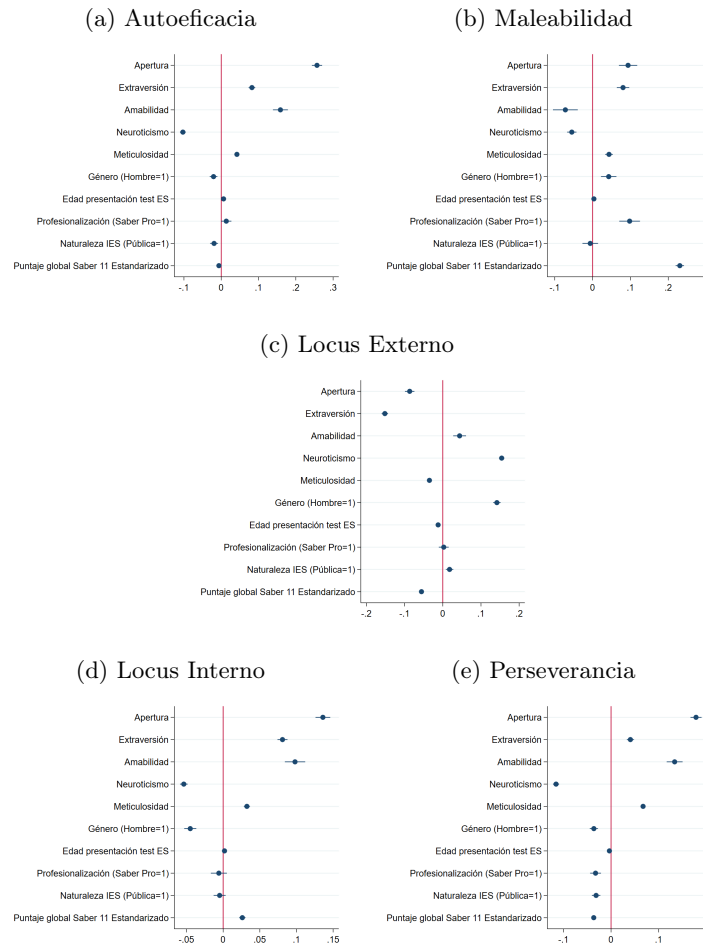 (a) Autoeficacia
Apertura
Extraversión
Amabilidad
Neuroticismo
Meticulosidad
Género (Hombre=1)
Edad presentación test ES
Profesionalización (Saber Pro=1)
Naturaleza IES (Pública=1)
Puntaje global Saber 11 Estandarizado
-.1 0 .1 .2 .3
(b) Maleabilidad
Apertura
Extraversión
Amabilidad
Neuroticismo
Meticulosidad
Género (Hombre=1)
Edad presentación test ES
Profesionalización (Saber Pro=1)
Naturaleza IES (Pública=1)
Puntaje global Saber 11 Estandarizado
-.1 0 .1 .2
(c) Locus Externo
Apertura
Extraversión
Amabilidad
Neuroticismo
Meticulosidad
Género (Hombre=1)
Edad presentación test ES
Profesionalización (Saber Pro=1)
Naturaleza IES (Pública=1)
Puntaje global Saber 11 Estandarizado
-.2 -.1 0 .1 .2
(d) Locus Interno
Apertura
Extraversión
Amabilidad
Neuroticismo
Meticulosidad
Género (Hombre=1)
Edad presentación test ES
Profesionalización (Saber Pro=1)
Naturaleza IES (Pública=1)
Puntaje global Saber 11 Estandarizado
-.05 0 .05 .1 .15
(e) Perseverancia
Apertura
Extraversión
Amabilidad
Neuroticismo
Meticulosidad
Género (Hombre=1)
Edad presentación test ES
Profesionalización (Saber Pro=1)
Naturaleza IES (Pública=1)
Puntaje global Saber 11 Estandarizado
-.1 0 .1